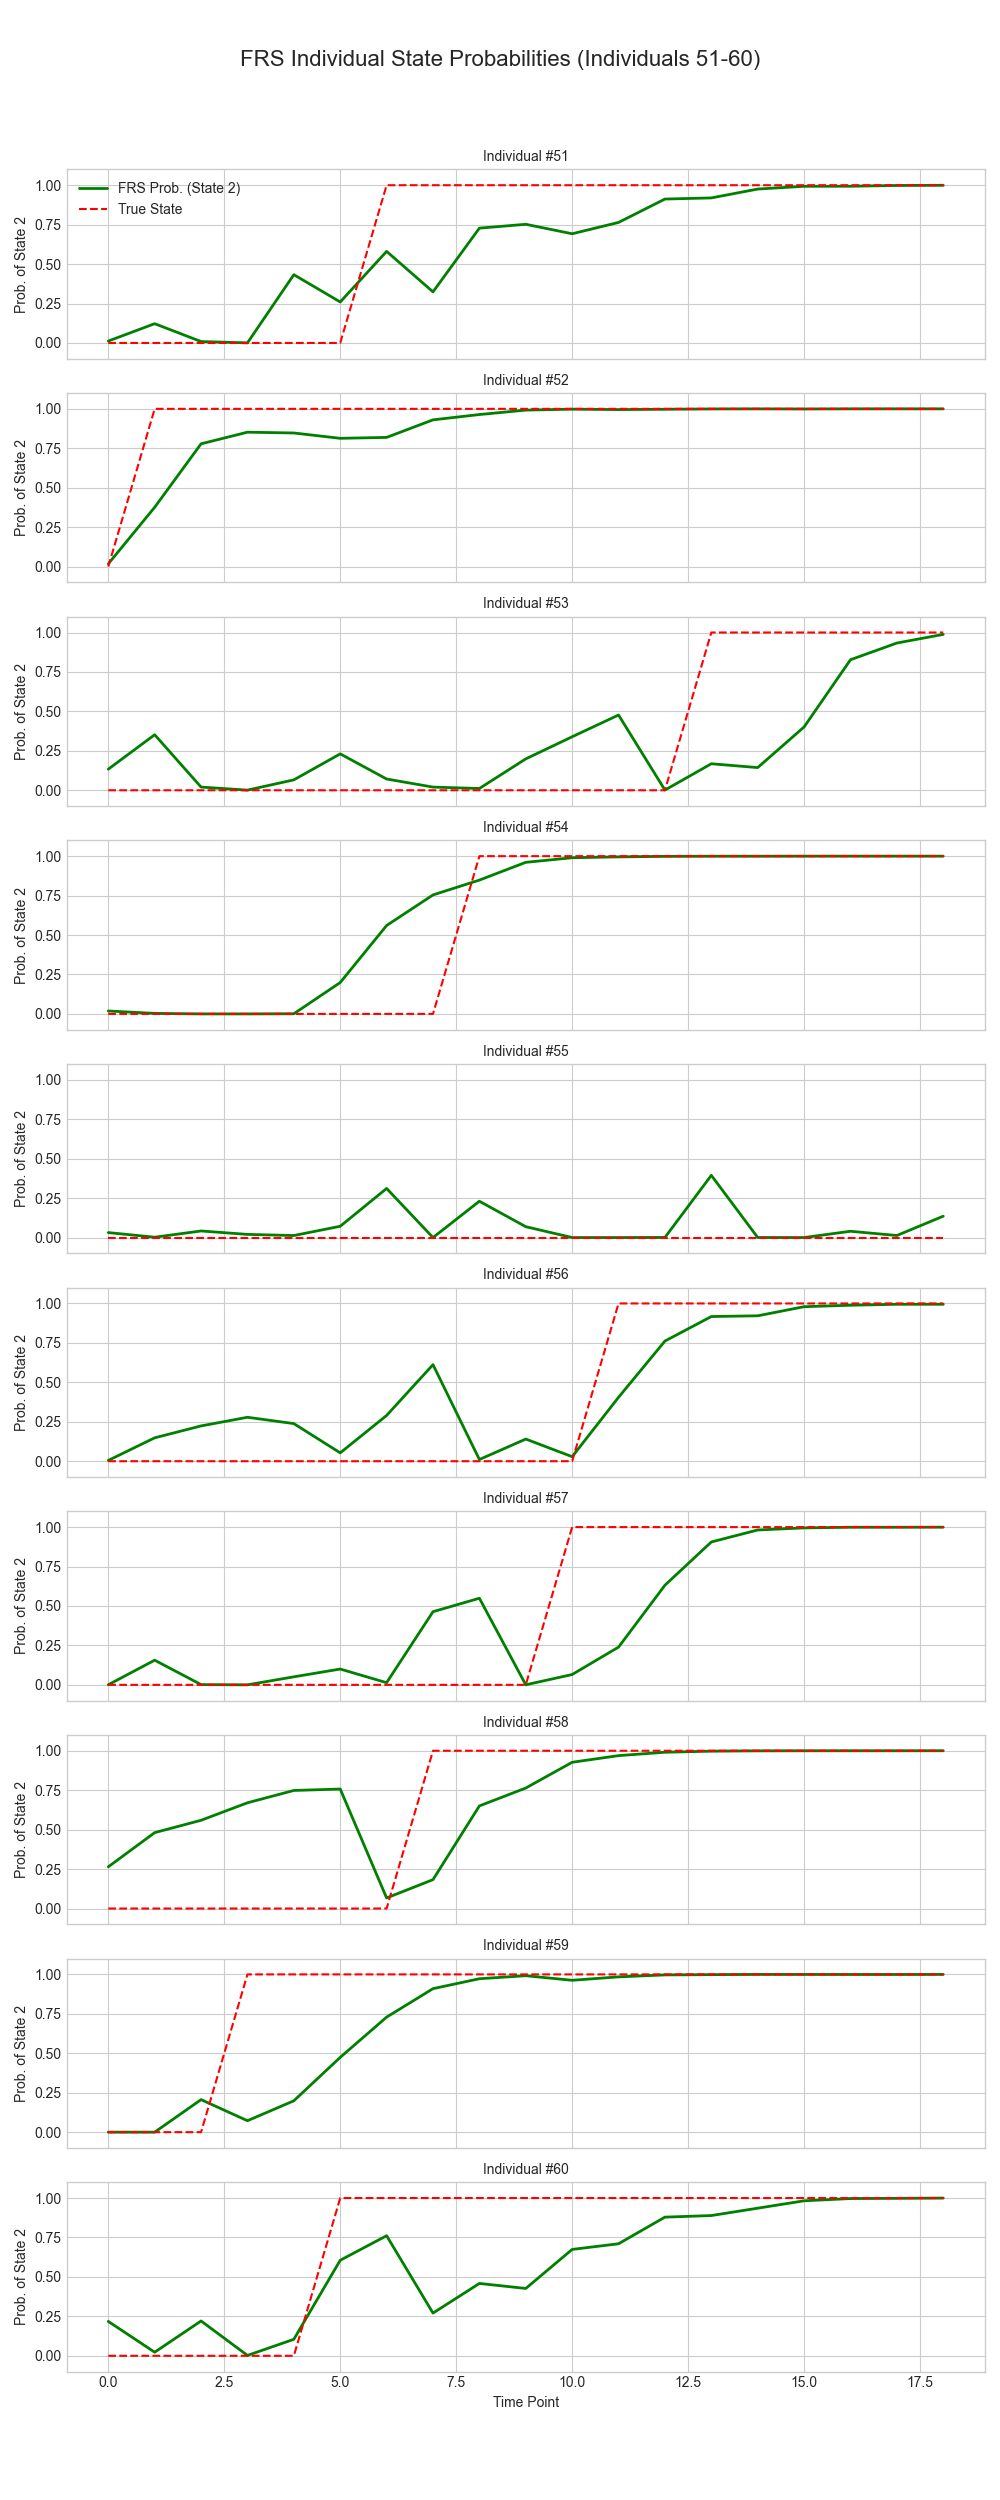 FRS Individual State Probabilities (Individuals 51-60)
Individual #51
Prob. of State 2
1.00
0.75
0.50
0.25
0.00
FRS Prob. (State 2)
True State
Individual #52
Prob. of State 2
1.00
0.75
0.50
0.25
0.00
Individual #53
Prob. of State 2
1.00
0.75
0.50
0.25
0.00
Individual #54
Prob. of State 2
1.00
0.75
0.50
0.25
0.00
Individual #55
Prob. of State 2
1.00
0.75
0.50
0.25
0.00
Individual #56
Prob. of State 2
1.00
0.75
0.50
0.25
0.00
Individual #57
Prob. of State 2
1.00
0.75
0.50
0.25
0.00
Individual #58
Prob. of State 2
1.00
0.75
0.50
0.25
0.00
Individual #59
Prob. of State 2
1.00
0.75
0.50
0.25
0.00
Individual #60
Prob. of State 2
1.00
0.75
0.50
0.25
0.00
0.0 2.5 5.0 7.5 10.0 12.5 15.0 17.5
Time Point